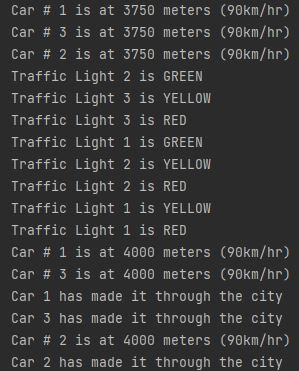 Car # 1 is at 3750 meters (90km/hr)
Car # 3 is at 3750 meters (90km/hr)
Car # 2 is at 3750 meters (90km/hr)
Traffic Light 2 is GREEN
Traffic Light 3 is YELLOW
Traffic Light 3 is RED
Traffic Light 1 is GREEN
Traffic Light 2 is YELLOW
Traffic Light 2 is RED
Traffic Light 1 is YELLOW
Traffic Light 1 is RED
Car # 1 is at 4000 meters (90km/hr)
Car # 3 is at 4000 meters (90km/hr)
Car 1 has made it through the city
Car 3 has made it through the city
Car # 2 is at 4000 meters (90km/hr)
Car 2 has made it through the city